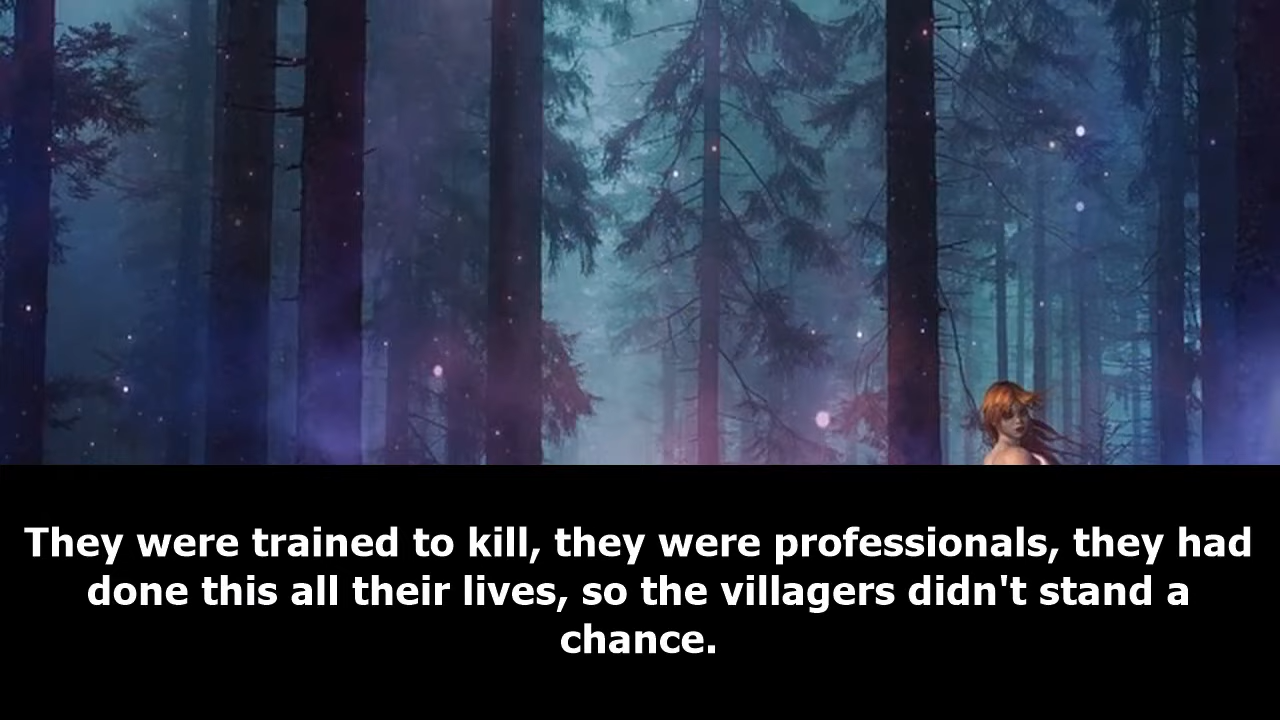 They were trained to kill, they were professionals, they had
done this all their lives, so the villagers didn't stand a
chance.